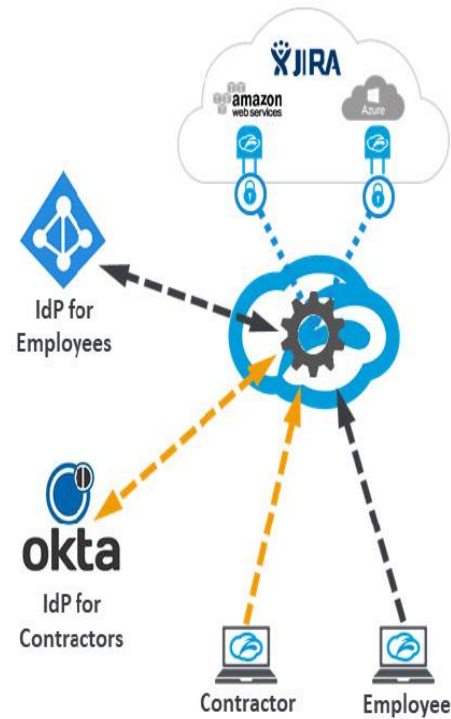 JIRA
amazon
web services
Azure
IdP for
Employees
okta
IdP for
Contractors
Contractor
Employee